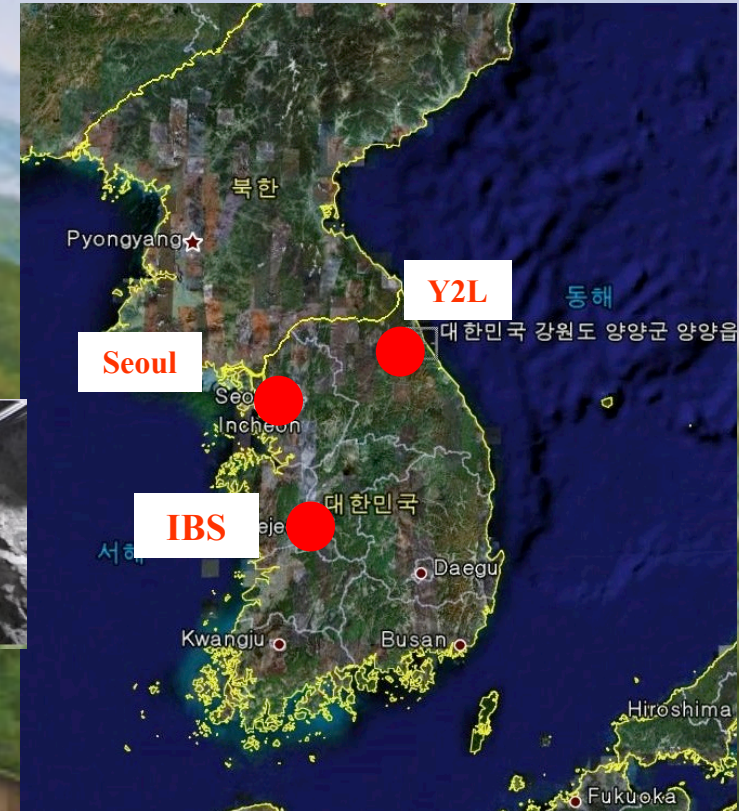 북한
Pyongyang
Y2L
동해
대한민국 강원도 양양군 양양읍
Seoul
Seo
Incheon
대한민국
IBS
eje
서해
Daegu
Kwangju
Busan
Hiroshima
Fukuoka